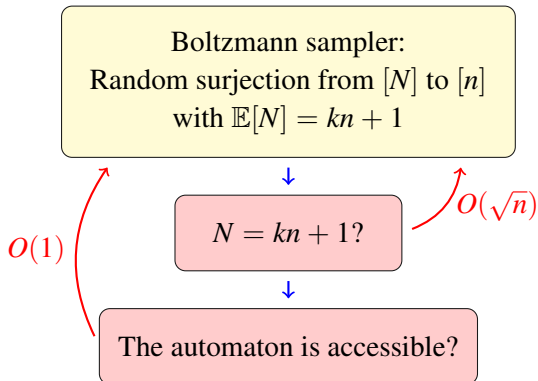 Boltzmann sampler:
Random surjection from [N] to [n]
with 𝔼[N] = kn + 1
O(√n)
N = kn + 1?
O(1)
The automaton is accessible?